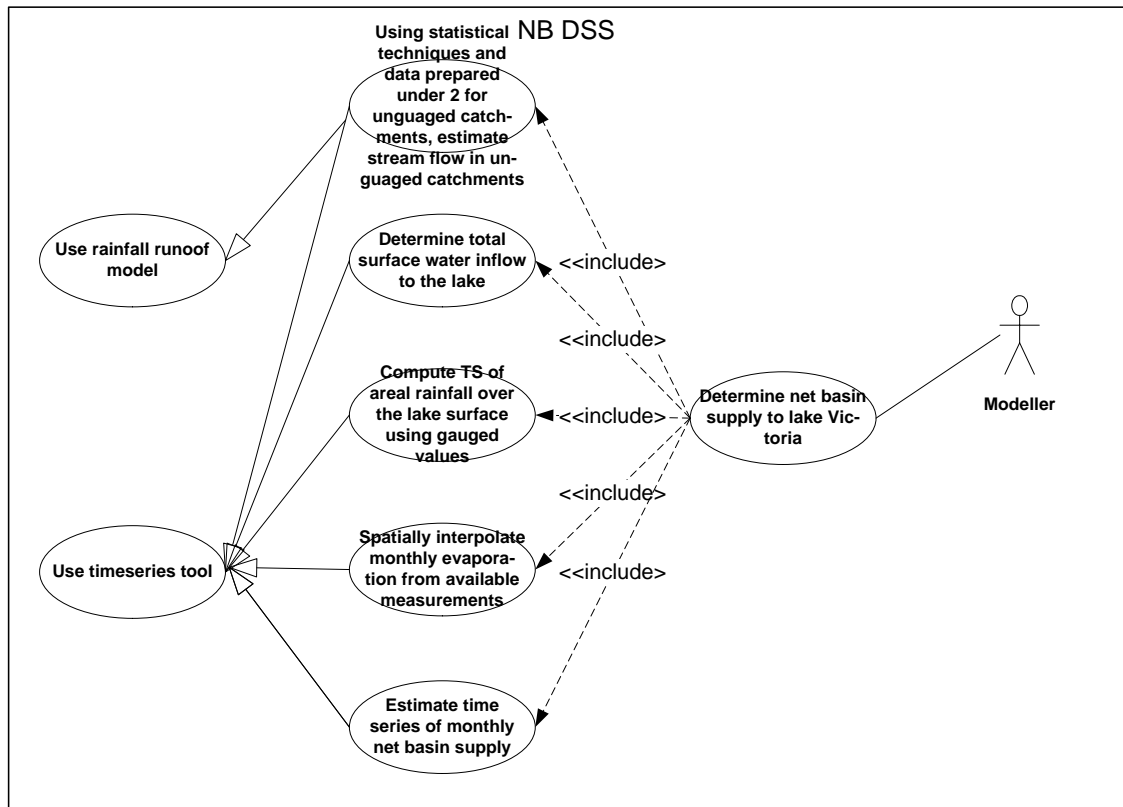 NB DSS
Using statistical
techniques and
data prepared
under 2 for
unguaged catch-
ments, estimate
stream flow in un-
guaged catchments
Use rainfall runoof
model
Determine total
surface water inflow
to the lake
<<include>
<<include>
Compute TS of
areal rainfall over
the lake surface
using gauged
values
Determine net basin
supply to lake Vic-
toria
Modeller
<<include>
Use timeseries tool
Spatially interpolate
monthly evapora-
tion from available
measurements
<<include>
<<include>
Estimate time
series of monthly
net basin supply